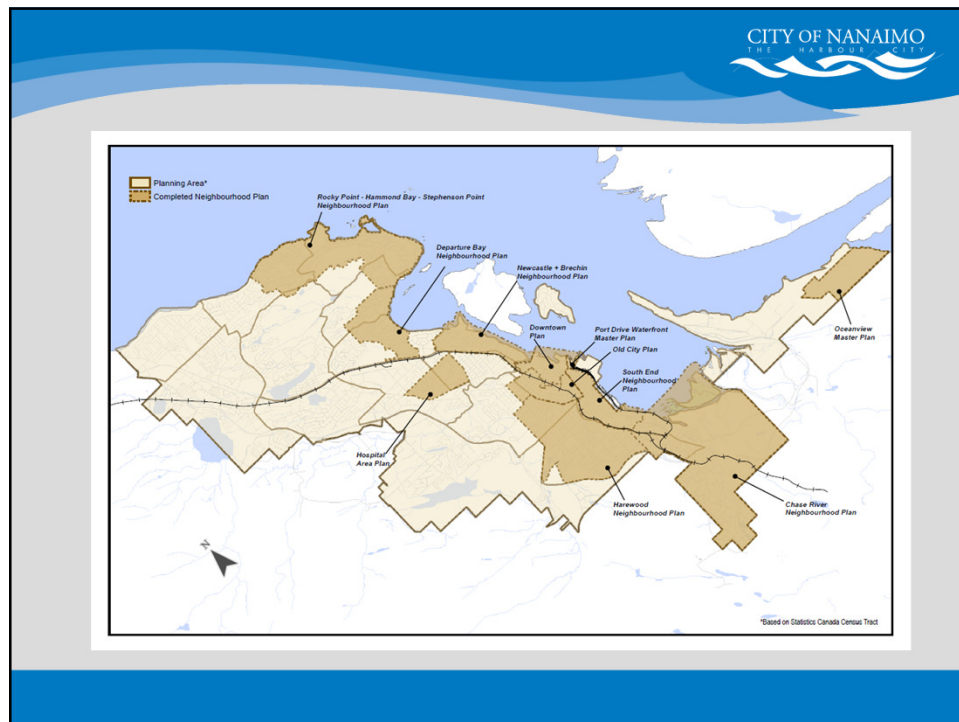 CITY OF NANAIMO
THE HARBOUR CITY
Planning Area*
Completed Neighbourhood Plan
Rocky Point - Hammond Bay - Stephenson Point
Neighbourhood Plan
Departure Bay
Neighbourhood Plan
Newcastle + Brechin
Neighbourhood Plan
Downtown
Plan
Port Drive Waterfront
Master Plan
Old City Plan
South End
Neighbourhood
Plan
Oceanview
Master Plan
Hospital
Area Plan
Harewood
Neighbourhood Plan
Chase River
Neighbourhood Plan
N
*Based on Statistics Canada Census Tract